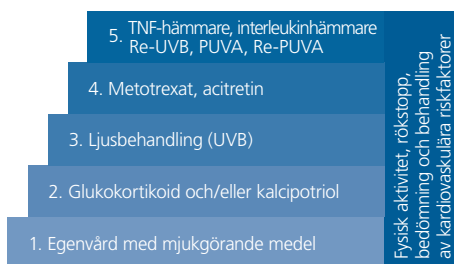 5. TNF-hämmare, interleukinhämmare
Re-UVB, PUVA, Re-PUVA
4. Metotrexat, acitretin
3. Ljusbehandling (UVB)
2. Glukokortikoid och/eller kalcipotriol
1. Egenvård med mjukgörande medel
Fysisk aktivitet, rökstopp,
bedömning och behandling
av kardiovaskulära riskfaktorer